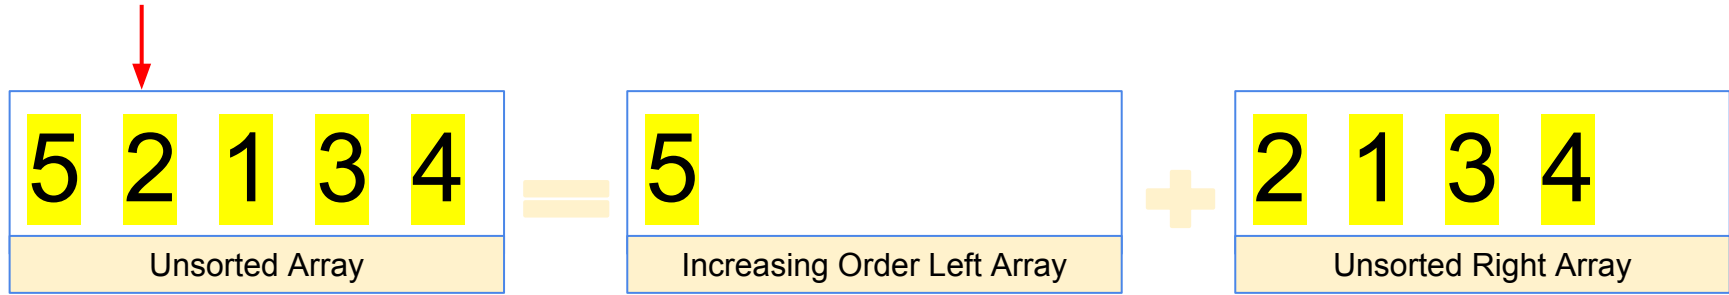 5 2 1 3 4
Unsorted Array
5
Increasing Order Left Array
2 1 3 4
Unsorted Right Array